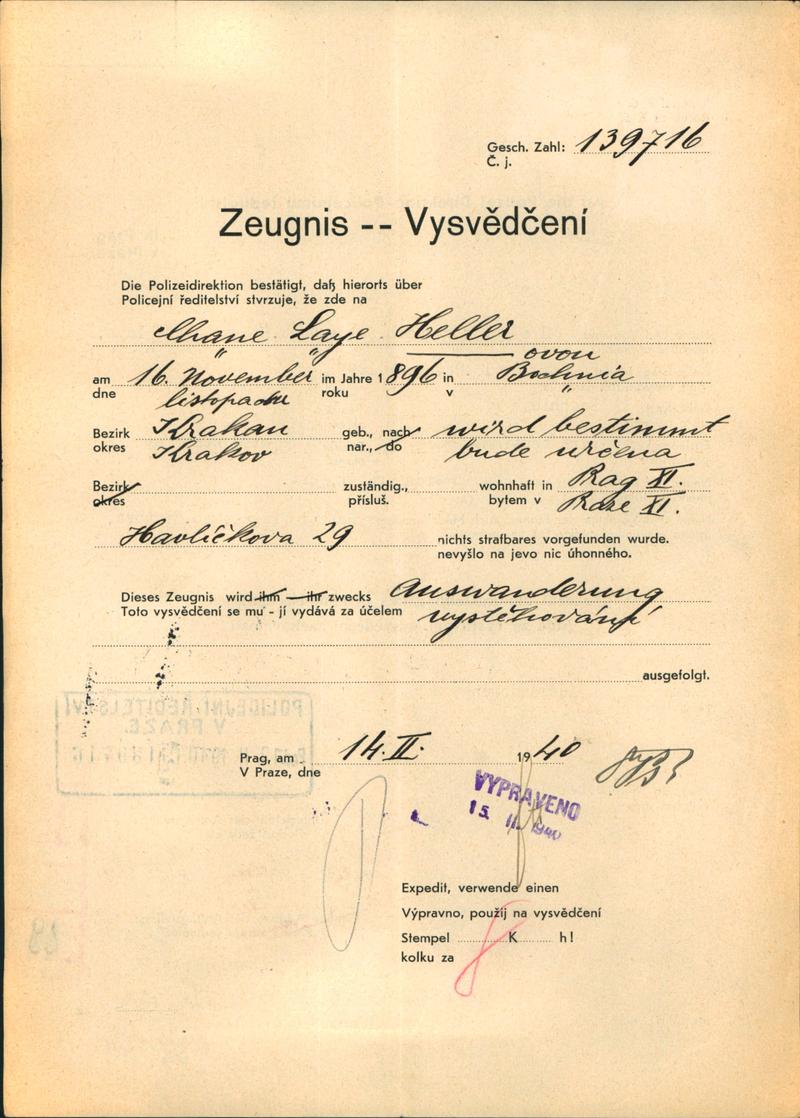 Gesch. Zahl: 139716
Č. j.
Zeugnis -- Vysvědčení
Die Polizeidirektion bestätigt, daß hierorts über
Policejní ředitelství stvrzuje, že zde na
Chane Laye Heller
" " ovou
am 16. November im Jahre 1896 in Bochnia
dne listopadu roku v "
Bezirk Krakau geb., nach wird bestimmt
okres Krakov nar., do bude určena
Bezirk zuständig., wohnhaft in Prag XI.
okres přísluš. bytem v Praze XI.
Havlíčkova 29 nichts strafbares vorgefunden wurde.
nevyšlo na jevo nic úhonného.
Dieses Zeugnis wird ihm — ihr zwecks Auswanderung
Toto vysvědčení se mu - jí vydává za účelem vystěhování
ausgefolgt.
POLICEJNÍ ŘEDITELSTVÍ
V PRAZE.
Prag, am 14. II. 1940
V Praze, dne
VYPRAVENO
15. II. 1940
Expedit, verwende einen
Výpravno, použij na vysvědčení
Stempel K h!
kolku za